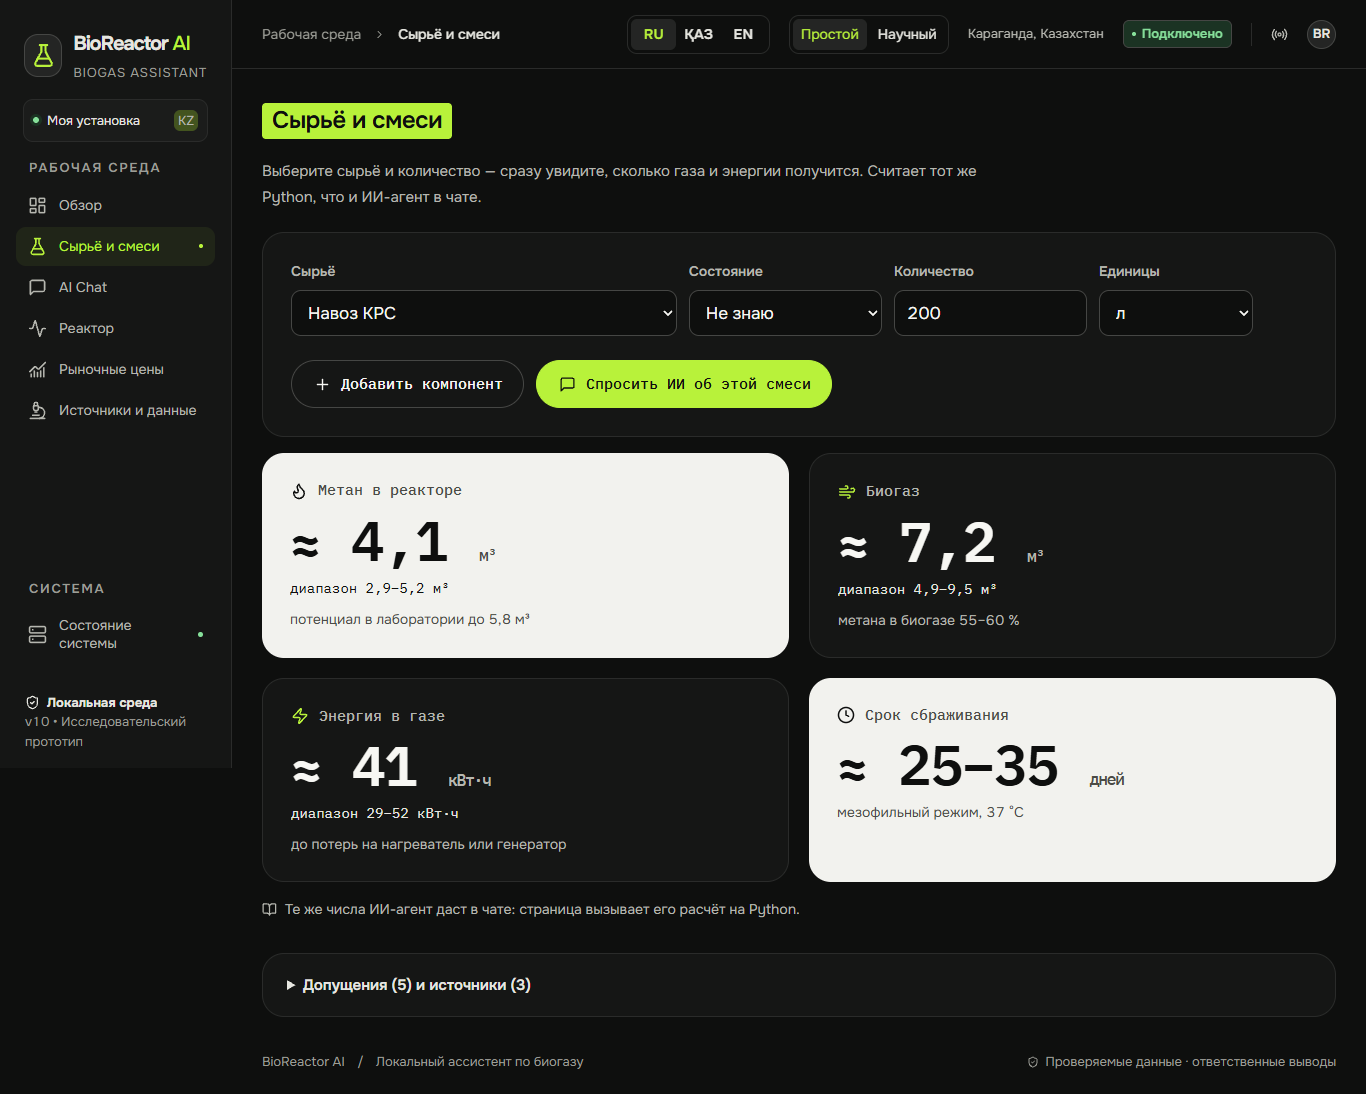 BioReactor AI
BIOGAS ASSISTANT
Моя установка KZ
РАБОЧАЯ СРЕДА
Обзор
Сырьё и смеси
AI Chat
Реактор
Рыночные цены
Источники и данные
СИСТЕМА
Состояние
системы
Локальная среда
v10 • Исследовательский
прототип
Рабочая среда > Сырьё и смеси
RU ҚАЗ EN
Простой Научный
Караганда, Казахстан
• Подключено
BR
Сырьё и смеси
Выберите сырьё и количество — сразу увидите, сколько газа и энергии получится. Считает тот же
Python, что и ИИ-агент в чате.
Сырьё Состояние Количество Единицы
Навоз КРС Не знаю 200 л
+ Добавить компонент Спросить ИИ об этой смеси
Метан в реакторе
≈ 4,1 м³
диапазон 2,9–5,2 м³
потенциал в лаборатории до 5,8 м³
Биогаз
≈ 7,2 м³
диапазон 4,9–9,5 м³
метана в биогазе 55–60 %
Энергия в газе
≈ 41 кВт·ч
диапазон 29–52 кВт·ч
до потерь на нагреватель или генератор
Срок сбраживания
≈ 25–35 дней
мезофильный режим, 37 °C
Те же числа ИИ-агент даст в чате: страница вызывает его расчёт на Python.
▶ Допущения (5) и источники (3)
BioReactor AI / Локальный ассистент по биогазу
Проверяемые данные · ответственные выводы